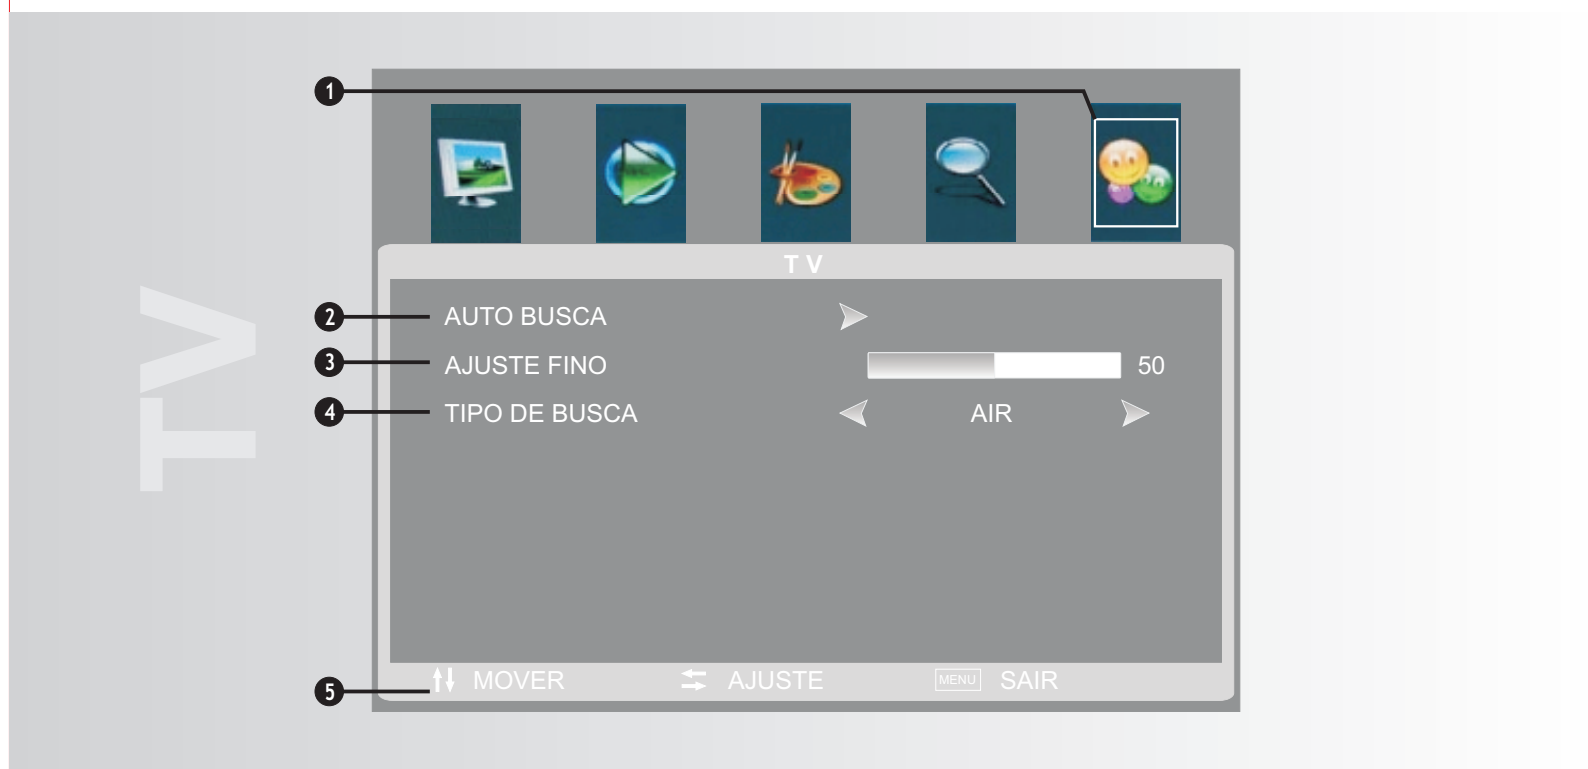 1
TV
TV
2 AUTO BUSCA
3 AJUSTE FINO 50
4 TIPO DE BUSCA AIR
5 MOVER AJUSTE MENU SAIR